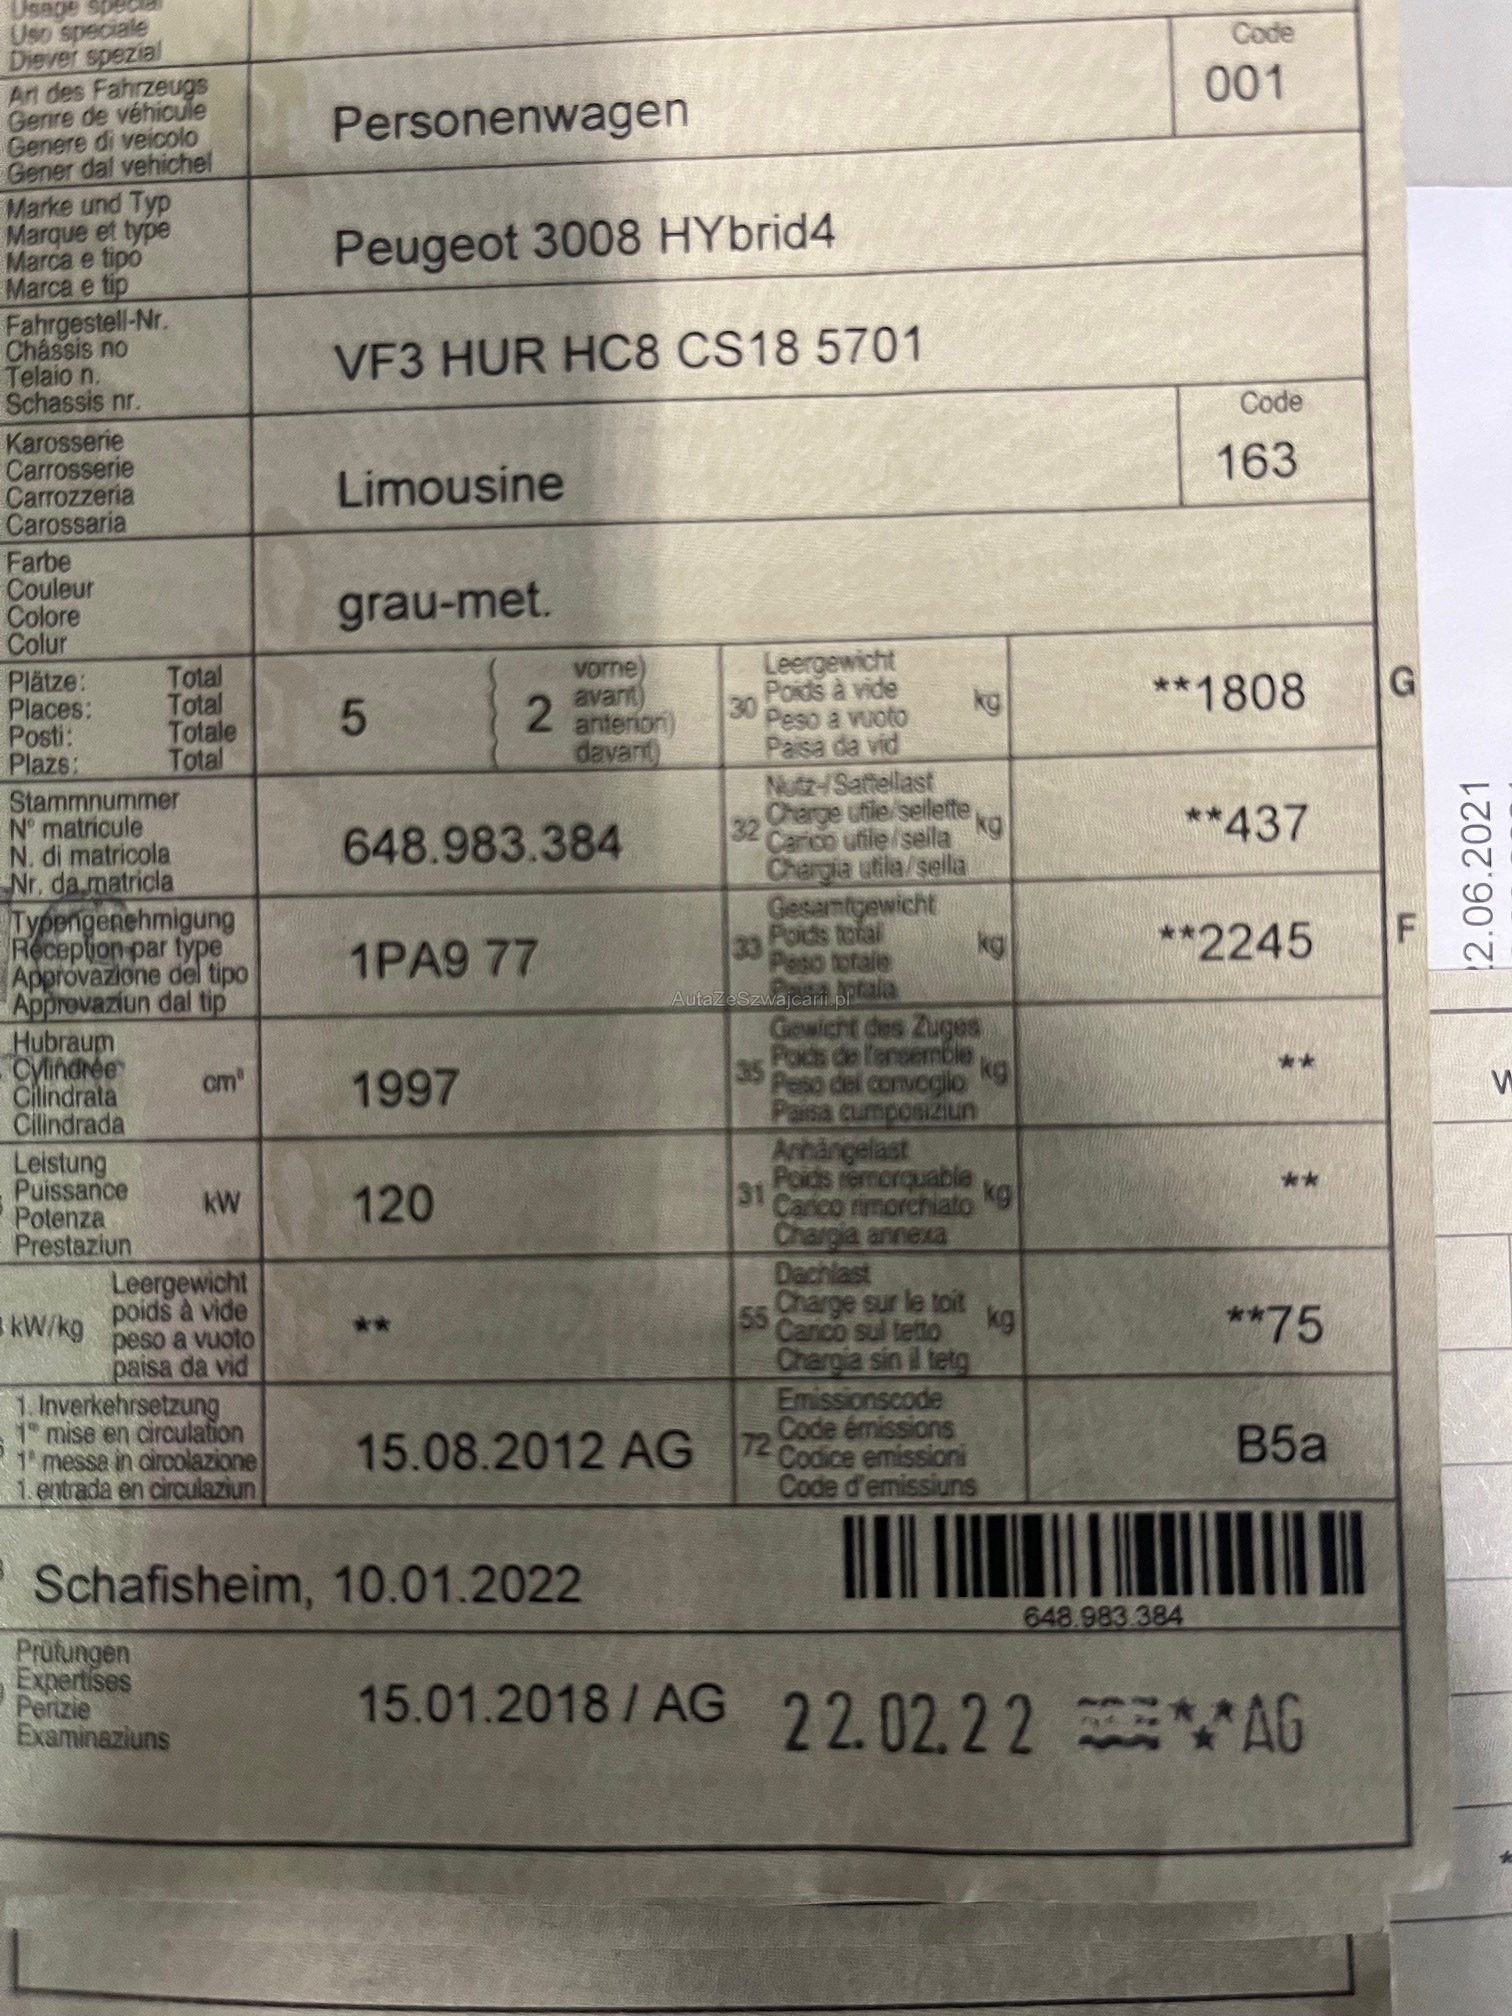 Usage special
Uso speciale
Diever spezial
Code
001
Art des Fahrzeugs
Genre de véhicule
Genere di veicolo
Gener dal vehichel
Personenwagen
Marke und Typ
Marque et type
Marca e tipo
Marca e tip
Peugeot 3008 HYbrid4
Fahrgestell-Nr.
Châssis no
Telaio n.
Schassis nr.
VF3 HUR HC8 CS18 5701
Code
163
Karosserie
Carrosserie
Carrozzeria
Carossaria
Limousine
Farbe
Couleur
Colore
Colur
grau-met.
Plätze: Total
Places: Total
Posti: Totale
Plazs: Total
5
2
vorne)
avant)
anteriori)
davant)
30 Leergewicht
Poids à vide
Peso a vuoto
Paisa da vid
kg
**1808
G
Stammnummer
N° matricule
N. di matricola
Nr. da matricla
648.983.384
32 Nutz-/Sattellast
Charge utile/sellette
Carico utile/sella
Chargia utila/sella
kg
**437
Typengenehmigung
Réception par type
Approvazione del tipo
Approvaziun dal tip
1PA9 77
33 Gesamtgewicht
Poids total
Peso totale
Paisa totala
kg
**2245
F
AutaZeSzwajcarii.pl
Hubraum
Cylindrée
Cilindrata
Cilindrada
cm³
1997
35 Gewicht des Zuges
Poids de l'ensemble
Peso del convoglio
Paisa cumposiziun
kg
**
Leistung
Puissance
Potenza
Prestaziun
kW
120
31 Anhängelast
Poids remorquable
Carico rimorchiato
Chargia annexa
kg
**
kW/kg
Leergewicht
poids à vide
peso a vuoto
paisa da vid
**
55 Dachlast
Charge sur le toit
Carico sul tetto
Chargia sin il tetg
kg
**75
1. Inverkehrsetzung
1re mise en circulation
1a messa in circolazione
1. entrada en circulaziun
15.08.2012 AG
72 Emissionscode
Code émissions
Codice emissioni
Code d'emissiuns
B5a
Schafisheim, 10.01.2022
648.983.384
Prüfungen
Expertises
Perizie
Examinaziuns
15.01.2018 / AG
22.02.22
AG
2.06.2021